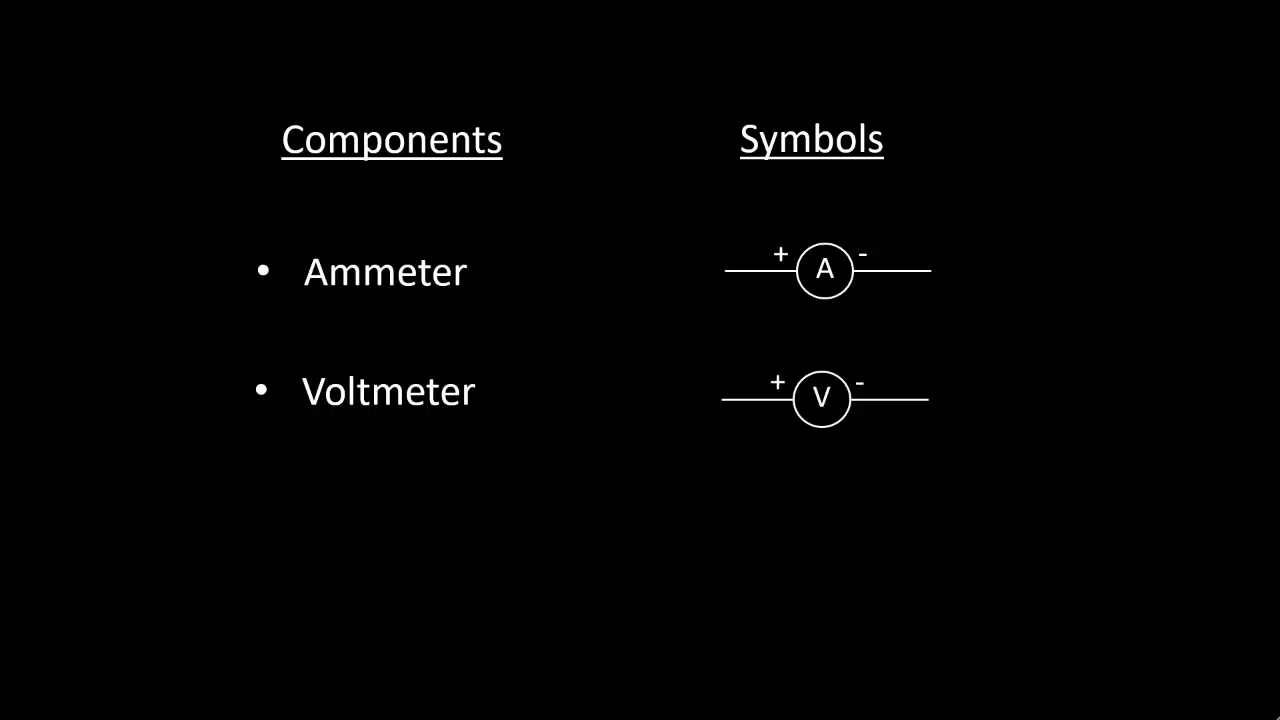 Components Symbols
• Ammeter + A -
• Voltmeter + V -